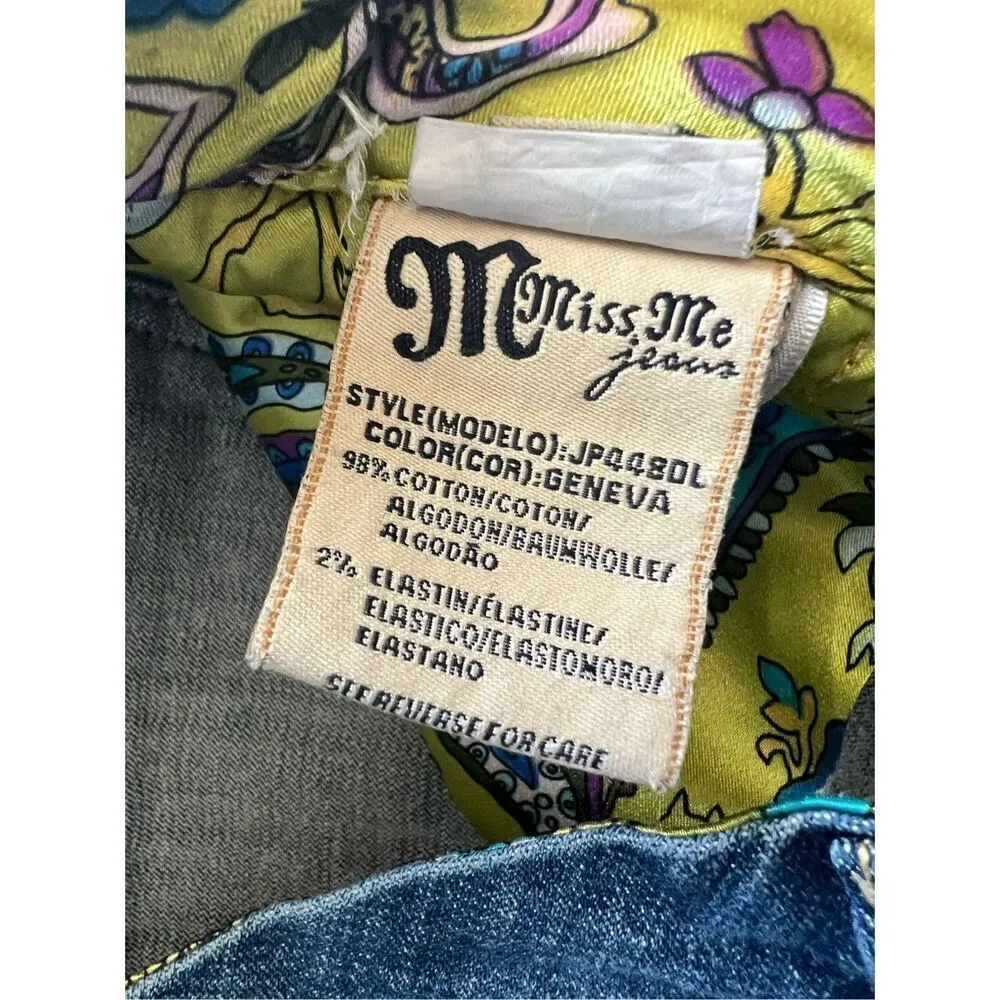 M Miss Me
jeans
STYLE(MODELO):JP4480L
COLOR(COR):GENEVA
98% COTTON/COTON/
ALGODON/BAUMWOLLE/
ALGODÃO
2% ELASTIN/ÉLASTINE/
ELASTICO/ELASTOMORO/
ELASTANO
SEE REVERSE FOR CARE